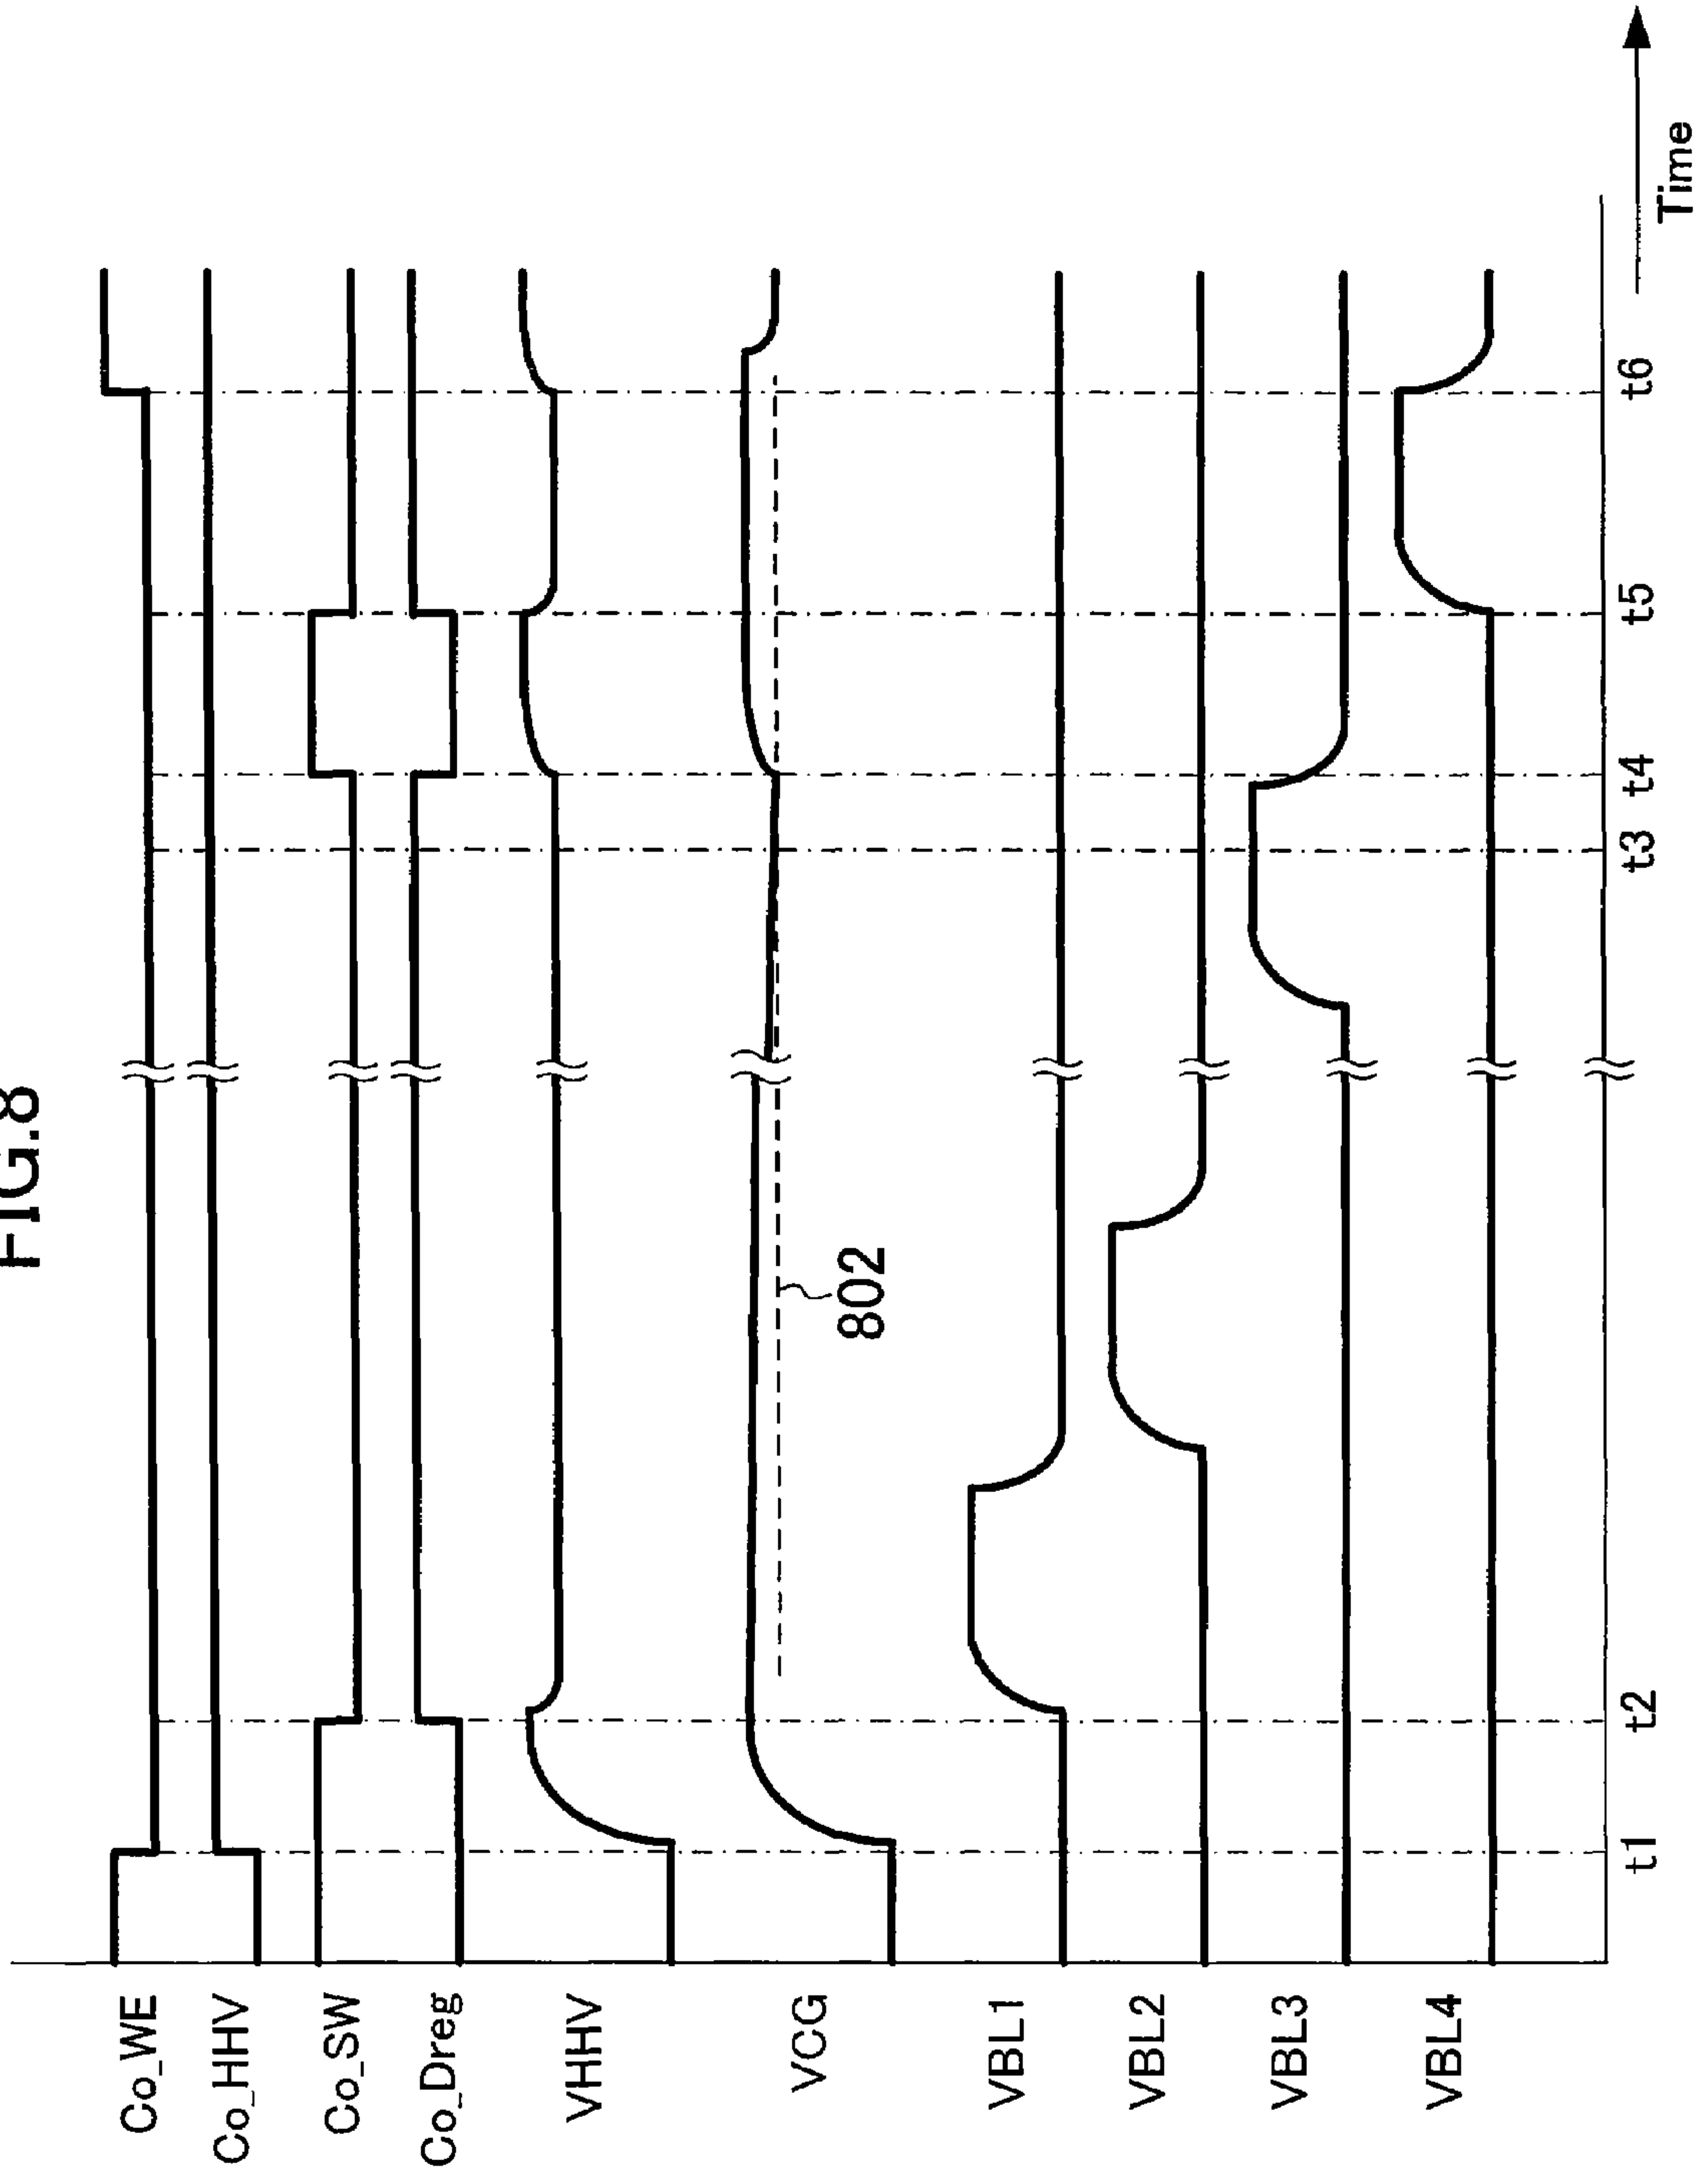 FIG.8
Co_WE
Co_HHV
Co_SW
Co_Dreg
VHHV
VCG
802
VBL1
VBL2
VBL3
VBL4
t1
t2
t3
t4
t5
t6
Time